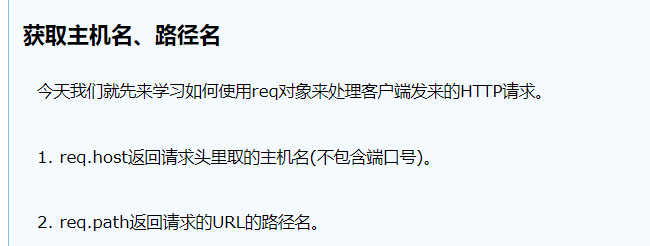 获取主机名、路径名
今天我们就先来学习如何使用req对象来处理客户端发来的HTTP请求。
1. req.host返回请求头里取的主机名(不包含端口号)。
2. req.path返回请求的URL的路径名。